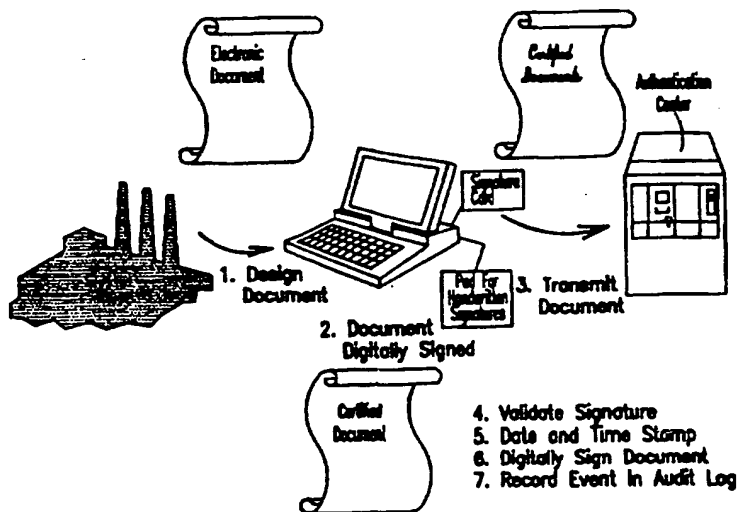 Electronic
Document
Certified
Documents
Authentication
Center
Signature
Card
1. Design
Document
Pad For
Handwritten
Signatures
3. Transmit
Document
2. Document
Digitally Signed
Certified
Document
4. Validate Signature
5. Date and Time Stamp
6. Digitally Sign Document
7. Record Event In Audit Log